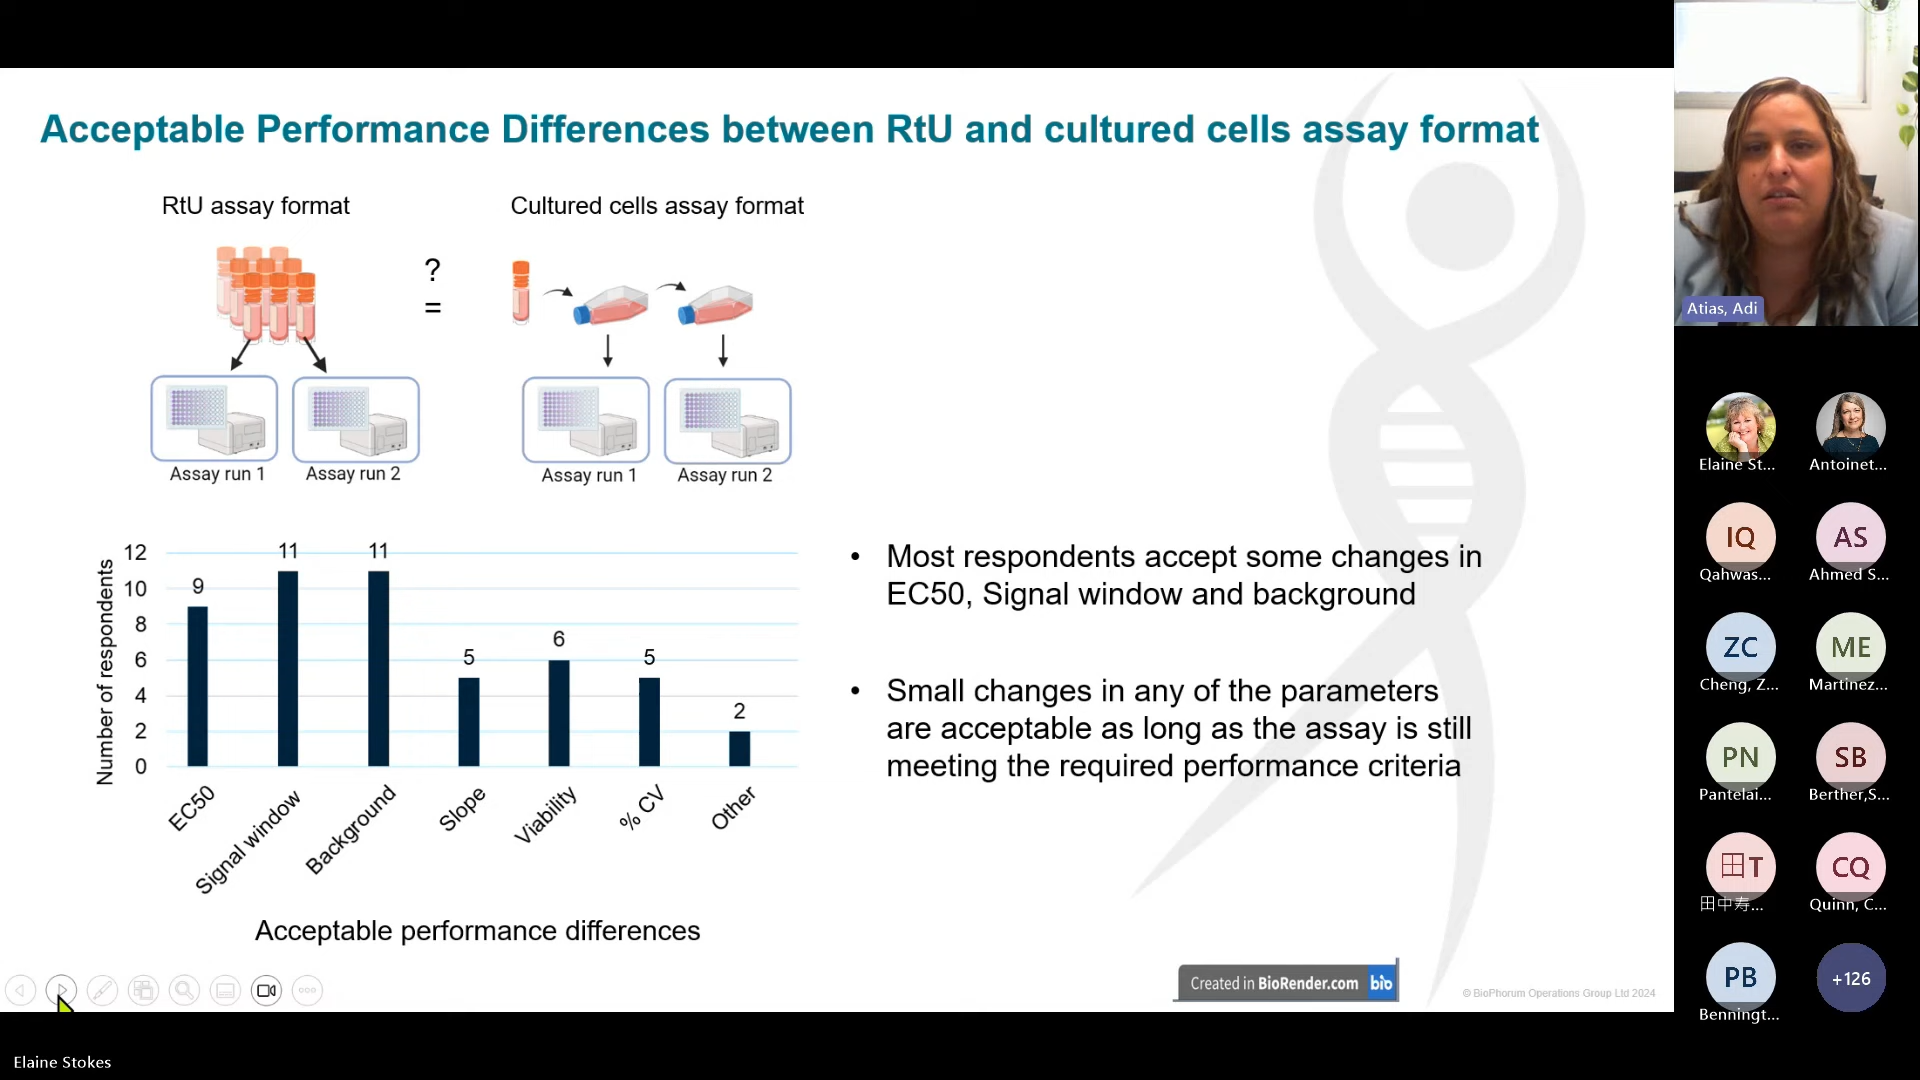 Acceptable Performance Differences between RtU and cultured cells assay format
RtU assay format
Cultured cells assay format
?
=
Assay run 1
Assay run 2
Assay run 1
Assay run 2
Number of respondents
12
10
8
6
4
2
0
9
11
11
5
6
5
2
EC50
Signal window
Background
Slope
Viability
% CV
Other
Acceptable performance differences
• Most respondents accept some changes in
EC50, Signal window and background
• Small changes in any of the parameters
are acceptable as long as the assay is still
meeting the required performance criteria
Created in BioRender.com bio
© BioPhorum Operations Group Ltd 2024
Elaine Stokes
Atias, Adi
Elaine St...
Antoinet...
IQ
Qahwas...
AS
Ahmed S...
ZC
Cheng, Z...
ME
Martinez...
PN
Pantelai...
SB
Berther,S...
田T
田中寿...
CQ
Quinn, C...
PB
Benningt...
+126